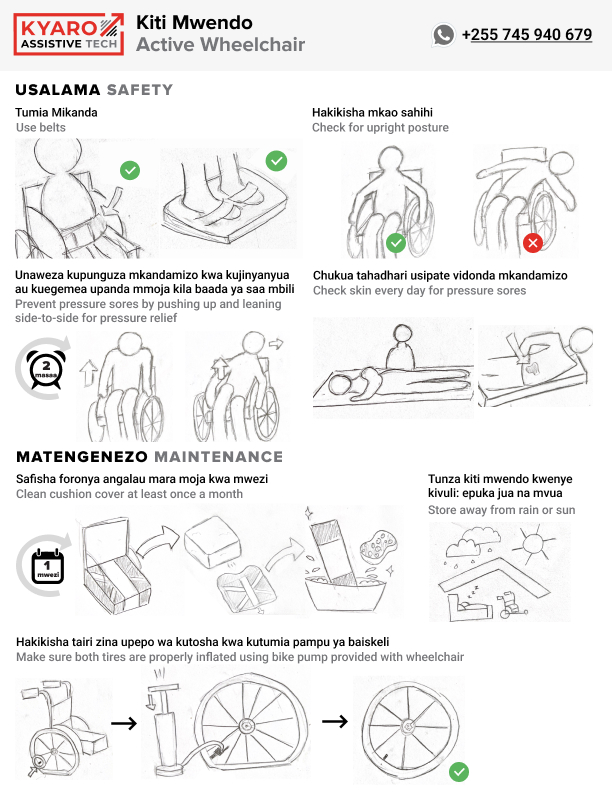 KYARO
ASSISTIVE TECH
Kiti Mwendo
Active Wheelchair
+255 745 940 679
USALAMA SAFETY
Tumia Mikanda
Use belts
Hakikisha mkao sahihi
Check for upright posture
Unaweza kupunguza mkandamizo kwa kujinyanyua
au kuegemea upanda mmoja kila baada ya saa mbili
Prevent pressure sores by pushing up and leaning
side-to-side for pressure relief
Chukua tahadhari usipate vidonda mkandamizo
Check skin every day for pressure sores
2
masaa
MATENGENEZO MAINTENANCE
Safisha foronya angalau mara moja kwa mwezi
Clean cushion cover at least once a month
Tunza kiti mwendo kwenye
kivuli: epuka jua na mvua
Store away from rain or sun
1
mwezi
Hakikisha tairi zina upepo wa kutosha kwa kutumia pampu ya baiskeli
Make sure both tires are properly inflated using bike pump provided with wheelchair